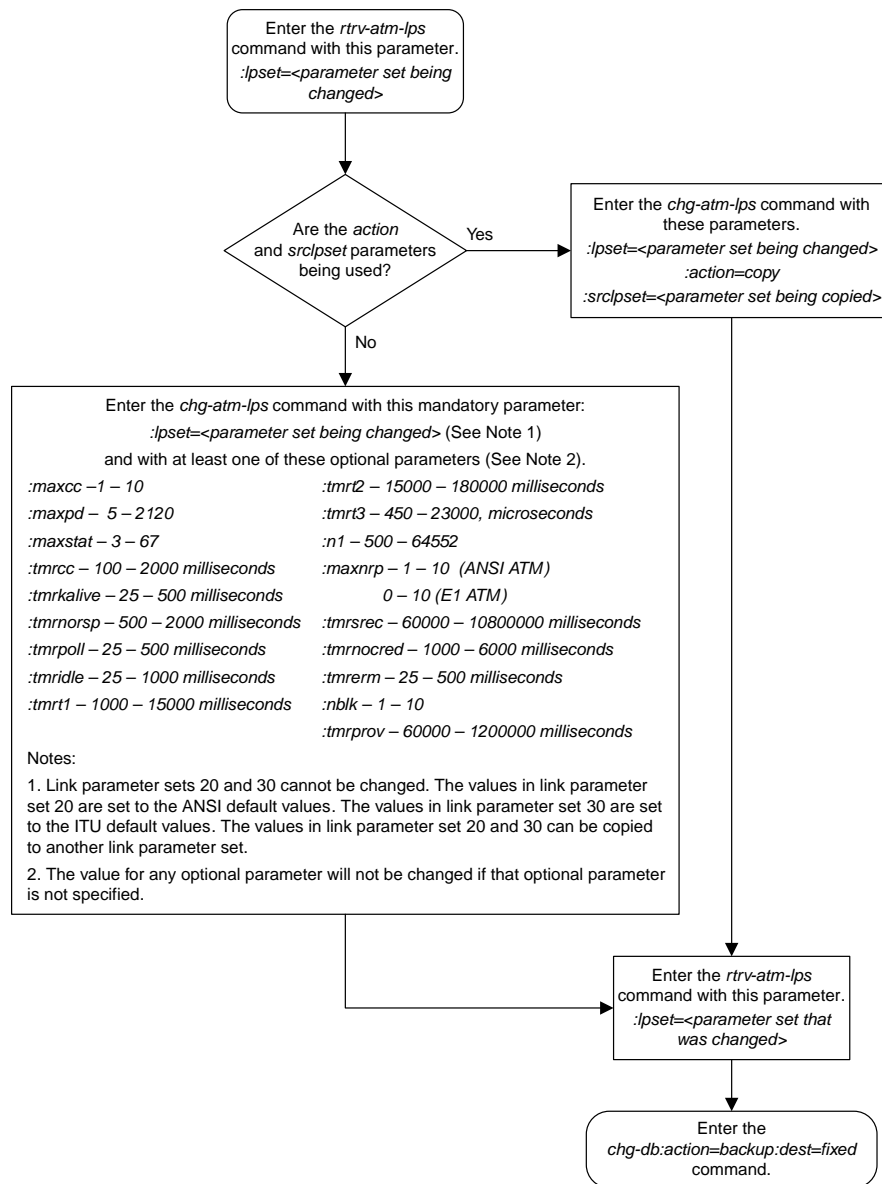 Enter the rtrv-atm-lps
command with this parameter.
:lpset=<parameter set being
changed>
Are the action
and srclpset parameters
being used?
Yes
Enter the chg-atm-lps command with
these parameters.
:lpset=<parameter set being changed>
:action=copy
:srclpset=<parameter set being copied>
No
Enter the chg-atm-lps command with this mandatory parameter:
:lpset=<parameter set being changed> (See Note 1)
and with at least one of these optional parameters (See Note 2).
:maxcc –1 – 10
:maxpd – 5 – 2120
:maxstat – 3 – 67
:tmrcc – 100 – 2000 milliseconds
:tmrkalive – 25 – 500 milliseconds
:tmrnorsp – 500 – 2000 milliseconds
:tmrpoll – 25 – 500 milliseconds
:tmridle – 25 – 1000 milliseconds
:tmrt1 – 1000 – 15000 milliseconds
:tmrt2 – 15000 – 180000 milliseconds
:tmrt3 – 450 – 23000, microseconds
:n1 – 500 – 64552
:maxnrp – 1 – 10 (ANSI ATM)
0 – 10 (E1 ATM)
:tmrsrec – 60000 – 10800000 milliseconds
:tmrnocred – 1000 – 6000 milliseconds
:tmrerm – 25 – 500 milliseconds
:nblk – 1 – 10
:tmrprov – 60000 – 1200000 milliseconds
Notes:
1. Link parameter sets 20 and 30 cannot be changed. The values in link parameter
set 20 are set to the ANSI default values. The values in link parameter set 30 are set
to the ITU default values. The values in link parameter set 20 and 30 can be copied
to another link parameter set.
2. The value for any optional parameter will not be changed if that optional parameter
is not specified.
Enter the rtrv-atm-lps
command with this parameter.
:lpset=<parameter set that
was changed>
Enter the
chg-db:action=backup:dest=fixed
command.